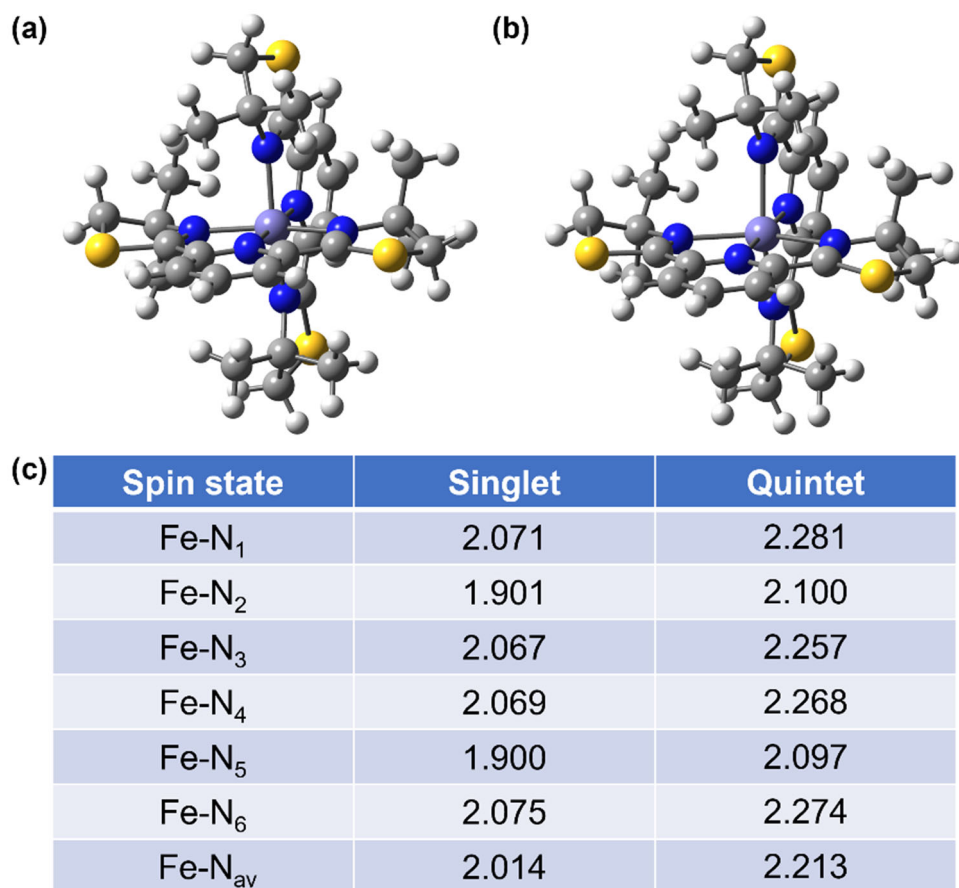 (a) (b)
(c)
Spin state Singlet Quintet
Fe-N₁ 2.071 2.281
Fe-N₂ 1.901 2.100
Fe-N₃ 2.067 2.257
Fe-N₄ 2.069 2.268
Fe-N₅ 1.900 2.097
Fe-N₆ 2.075 2.274
Fe-Nₐᵥ 2.014 2.213